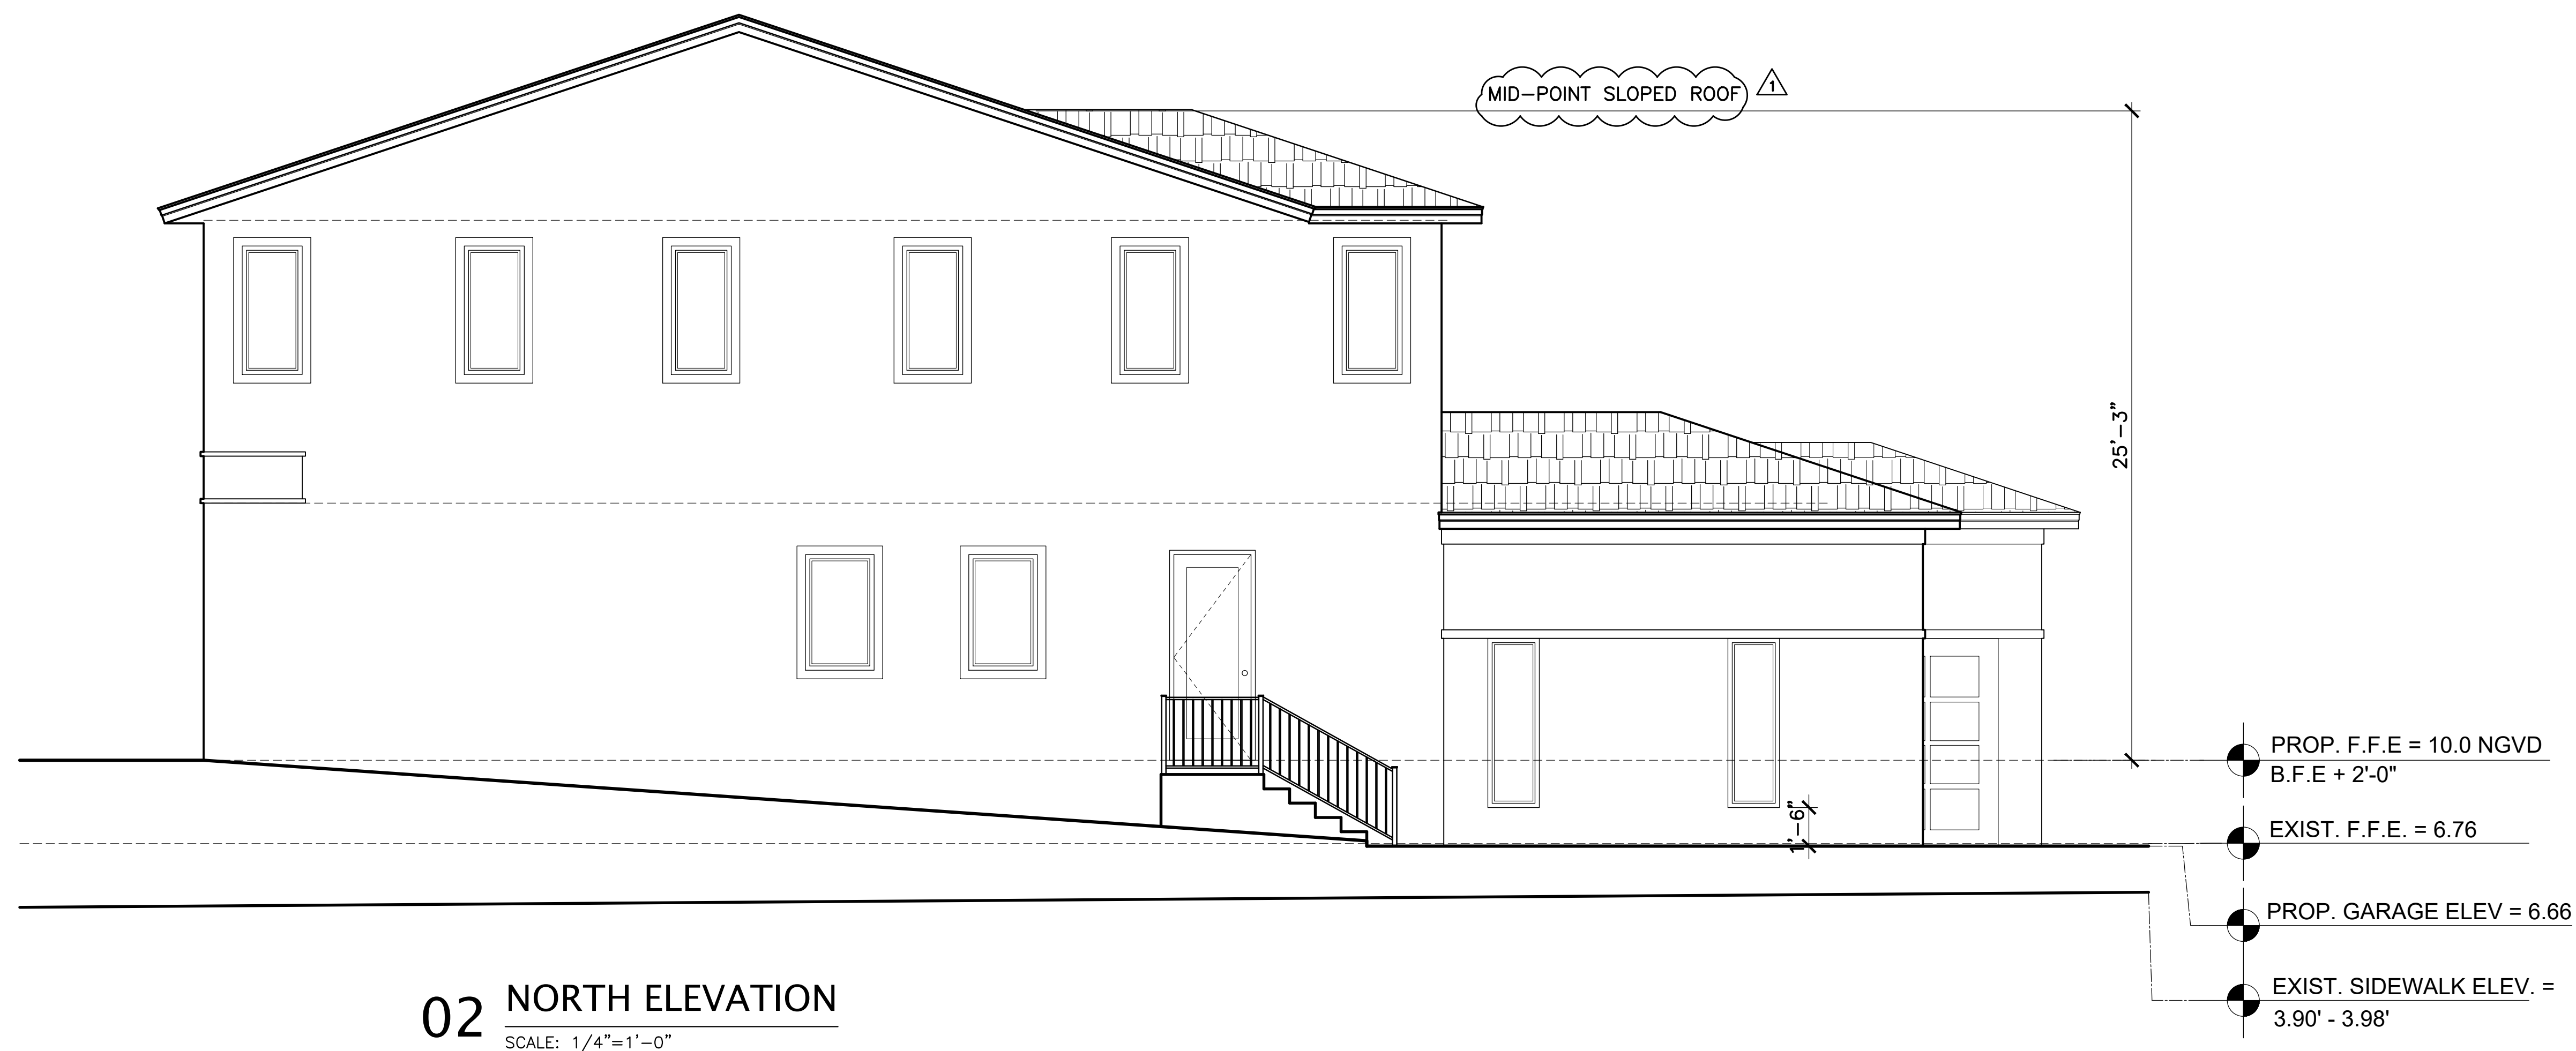 MID-POINT SLOPED ROOF
1
25'-3"
PROP. F.F.E = 10.0 NGVD
B.F.E + 2'-0"
1'-6"
EXIST. F.F.E. = 6.76
PROP. GARAGE ELEV = 6.66
EXIST. SIDEWALK ELEV. =
3.90' - 3.98'
02 NORTH ELEVATION
SCALE: 1/4"=1'-0"